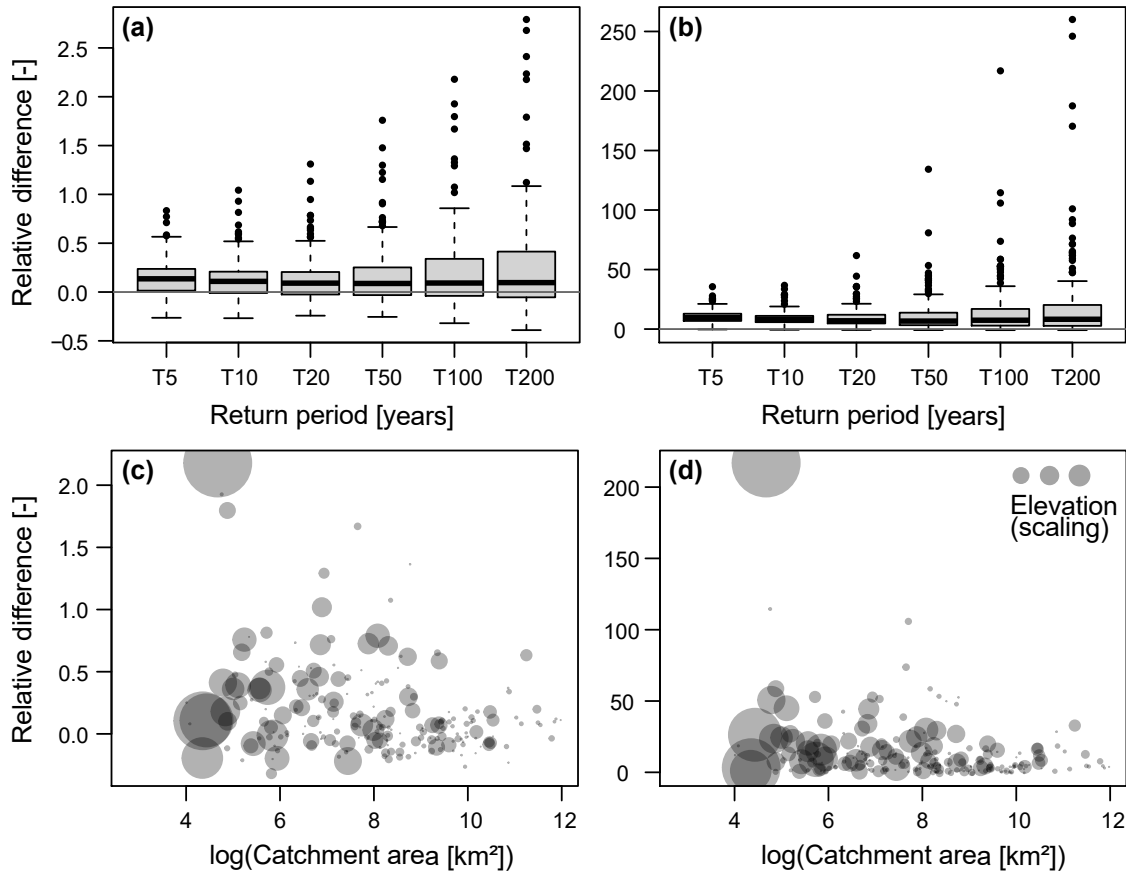 (a)
Relative difference [-]
2.5
2.0
1.5
1.0
0.5
0.0
−0.5
T5 T10 T20 T50 T100 T200
Return period [years]
(b)
Relative difference [-]
250
200
150
100
50
0
T5 T10 T20 T50 T100 T200
Return period [years]
(c)
Relative difference [-]
2.0
1.5
1.0
0.5
0.0
4 6 8 10 12
log(Catchment area [km²])
(d)
Elevation
(scaling)
Relative difference [-]
200
150
100
50
0
4 6 8 10 12
log(Catchment area [km²])